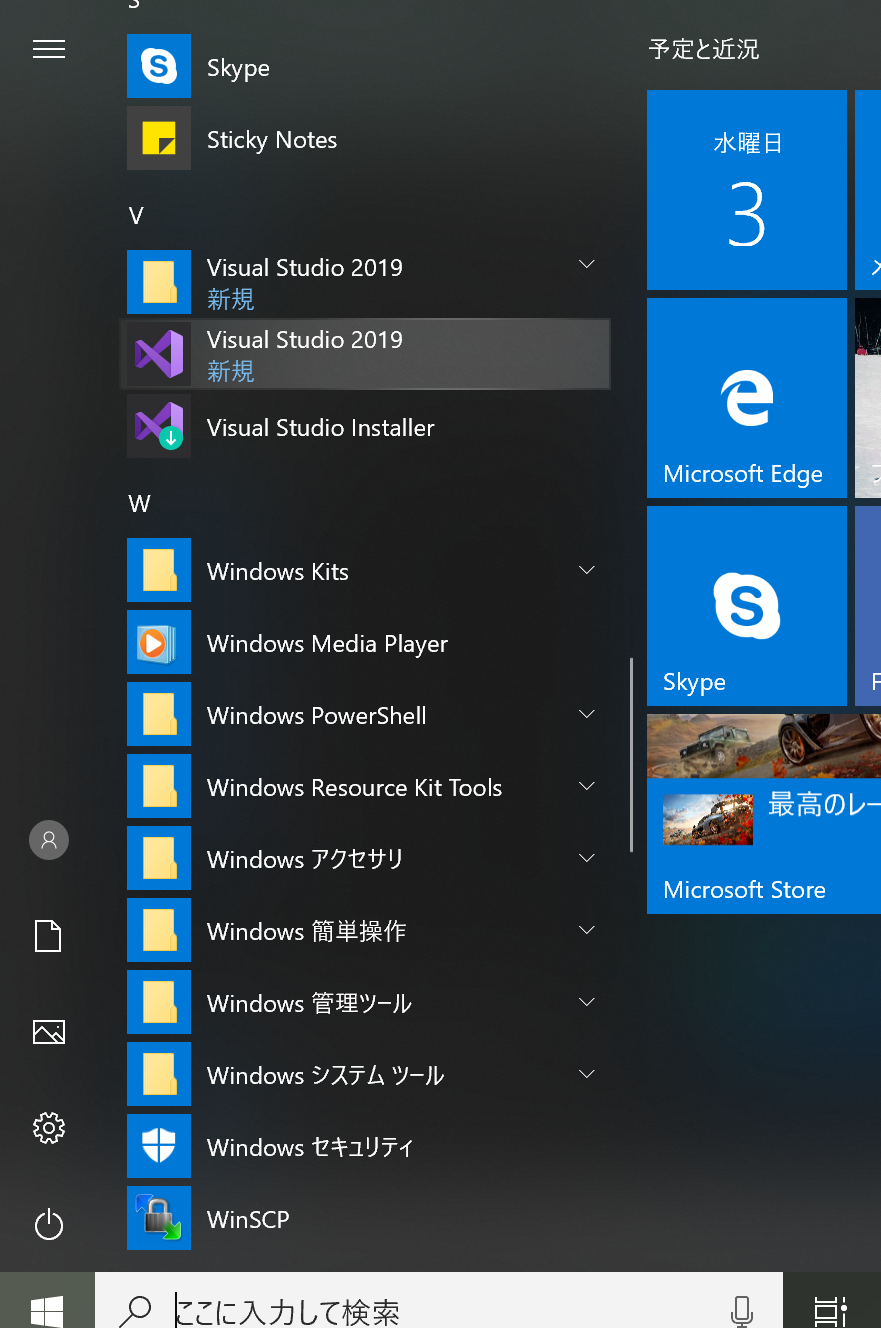 Skype
Sticky Notes
V
Visual Studio 2019
新規
Visual Studio 2019
新規
Visual Studio Installer
W
Windows Kits
Windows Media Player
Windows PowerShell
Windows Resource Kit Tools
Windows アクセサリ
Windows 簡単操作
Windows 管理ツール
Windows システム ツール
Windows セキュリティ
WinSCP
予定と近況
水曜日
3
Microsoft Edge
Skype
最高のレー
Microsoft Store
ここに入力して検索